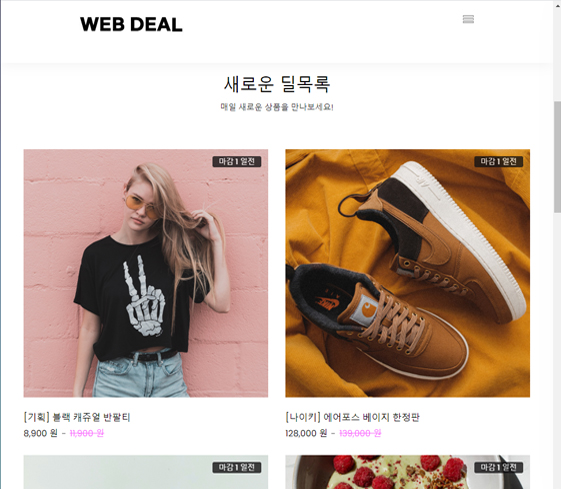 WEB DEAL
새로운 딜목록
매일 새로운 상품을 만나보세요!
마감 1 일전
마감 1 일전
[기획] 블랙 캐쥬얼 반팔티
8,900 원 - 11,900 원
[나이키] 에어포스 베이지 한정판
128,000 원 - 139,000 원
마감 1 일전
마감 1 일전